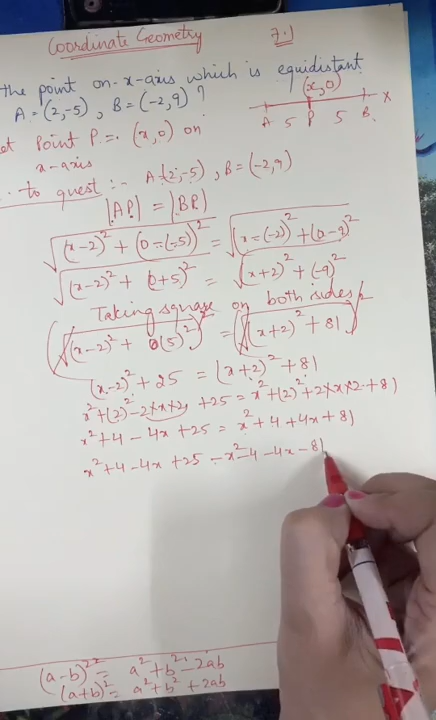 Coordinate Geometry 7.1
the point on x-axis which is equidistant
A = (2,-5) , B = (-2,9) ?
(x,0)
A 5 P 5 B X
let Point P = (x,0) on
x-axis
to quest :- A(2,-5) , B = (-2,9)
|AP| = |BP|
√(x-2)² + (0-(-5))² = √(x-(-2))² + (0-9)²
√(x-2)² + (0+5)² = √(x+2)² + (-9)²
Taking square on both sides
(√(x-2)² + (5)²)² = (√(x+2)² + 81)²
(x-2)² + 25 = (x+2)² + 81
x² + (2)² - 2×x×2 + 25 = x² + (2)² + 2×x×2 + 81
x² + 4 - 4x + 25 = x² + 4 + 4x + 81
x² + 4 - 4x + 25 - x² - 4 - 4x - 81
(a-b)² = a² + b² - 2ab
(a+b)² = a² + b² + 2ab